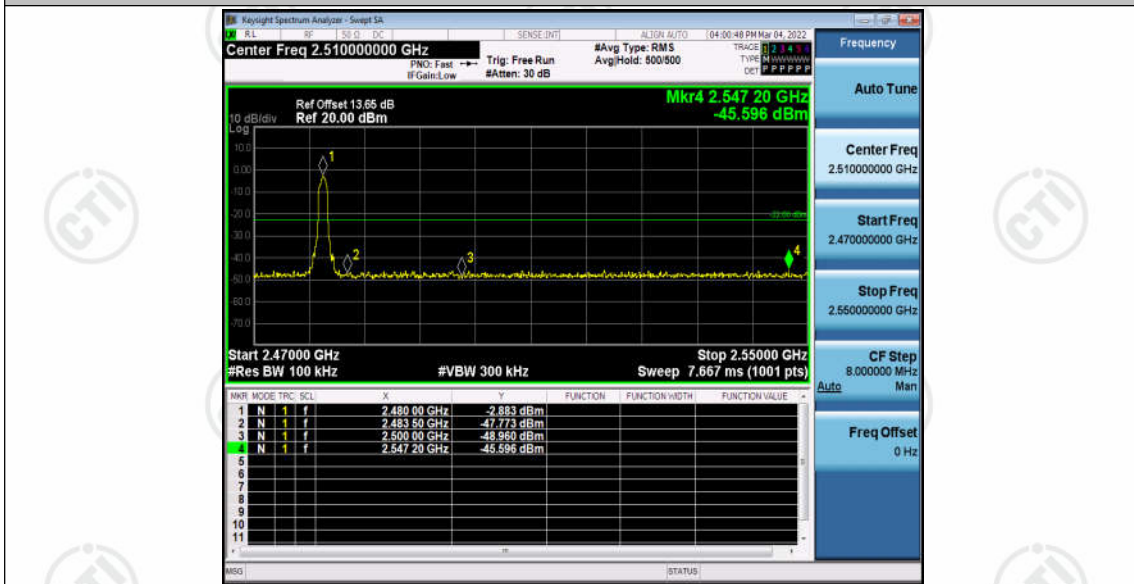 Keysight Spectrum Analyzer - Swept SA
RL RF 50 Ω DC SENSE:INT ALIGN AUTO 04:00:48 PM Mar 04, 2022
Center Freq 2.510000000 GHz
PNO: Fast
IFGain:Low
Trig: Free Run
#Atten: 30 dB
#Avg Type: RMS
Avg|Hold: 500/500
TRACE 1 2 3 4 5 6
TYPE M WWWWW
DET P P P P P P
Frequency
Auto Tune
Center Freq
2.510000000 GHz
Start Freq
2.470000000 GHz
Stop Freq
2.550000000 GHz
CF Step
8.000000 MHz
Auto Man
Freq Offset
0 Hz
Mkr4 2.547 20 GHz
-45.596 dBm
Ref Offset 13.65 dB
10 dB/div Ref 20.00 dBm
Log
10.0
0.00
-10.0
-20.0
-30.0
-40.0
-50.0
-60.0
-70.0
1
2
3
4
Start 2.47000 GHz Stop 2.55000 GHz
#Res BW 100 kHz #VBW 300 kHz Sweep 7.667 ms (1001 pts)
MKR MODE TRC SCL X Y FUNCTION FUNCTION WIDTH FUNCTION VALUE
1 N 1 f 2.480 00 GHz -2.883 dBm
2 N 1 f 2.483 50 GHz -47.773 dBm
3 N 1 f 2.500 00 GHz -48.960 dBm
4 N 1 f 2.547 20 GHz -45.596 dBm
5
6
7
8
9
10
11
MSG STATUS
CTI
CTI